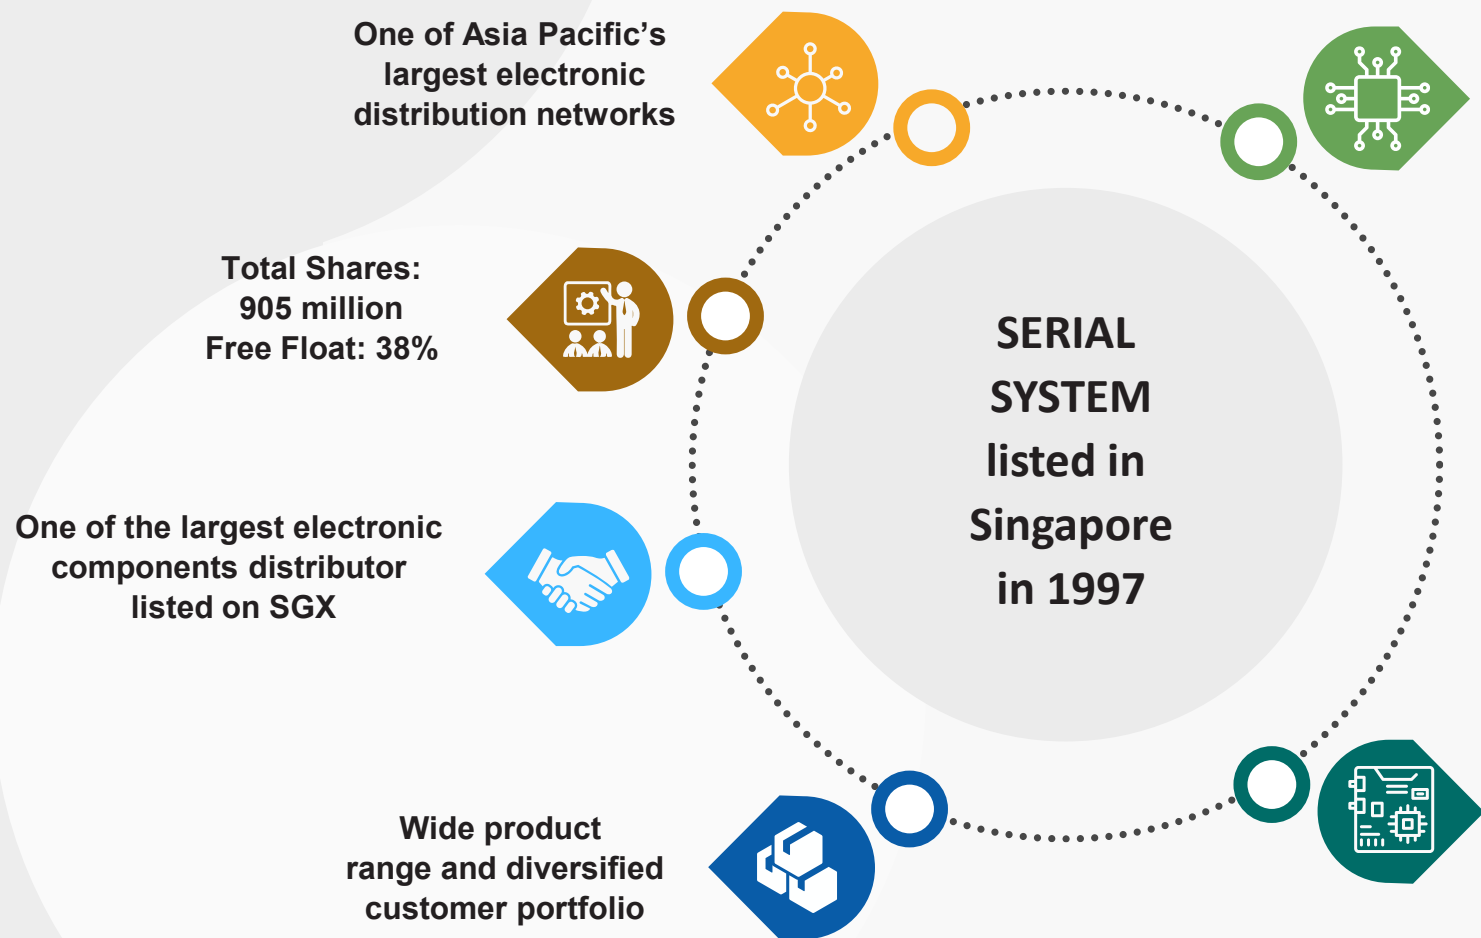 One of Asia Pacific’s
largest electronic
distribution networks
Total Shares:
905 million
Free Float: 38%
One of the largest electronic
components distributor
listed on SGX
Wide product
range and diversified
customer portfolio
SERIAL
SYSTEM
listed in
Singapore
in 1997